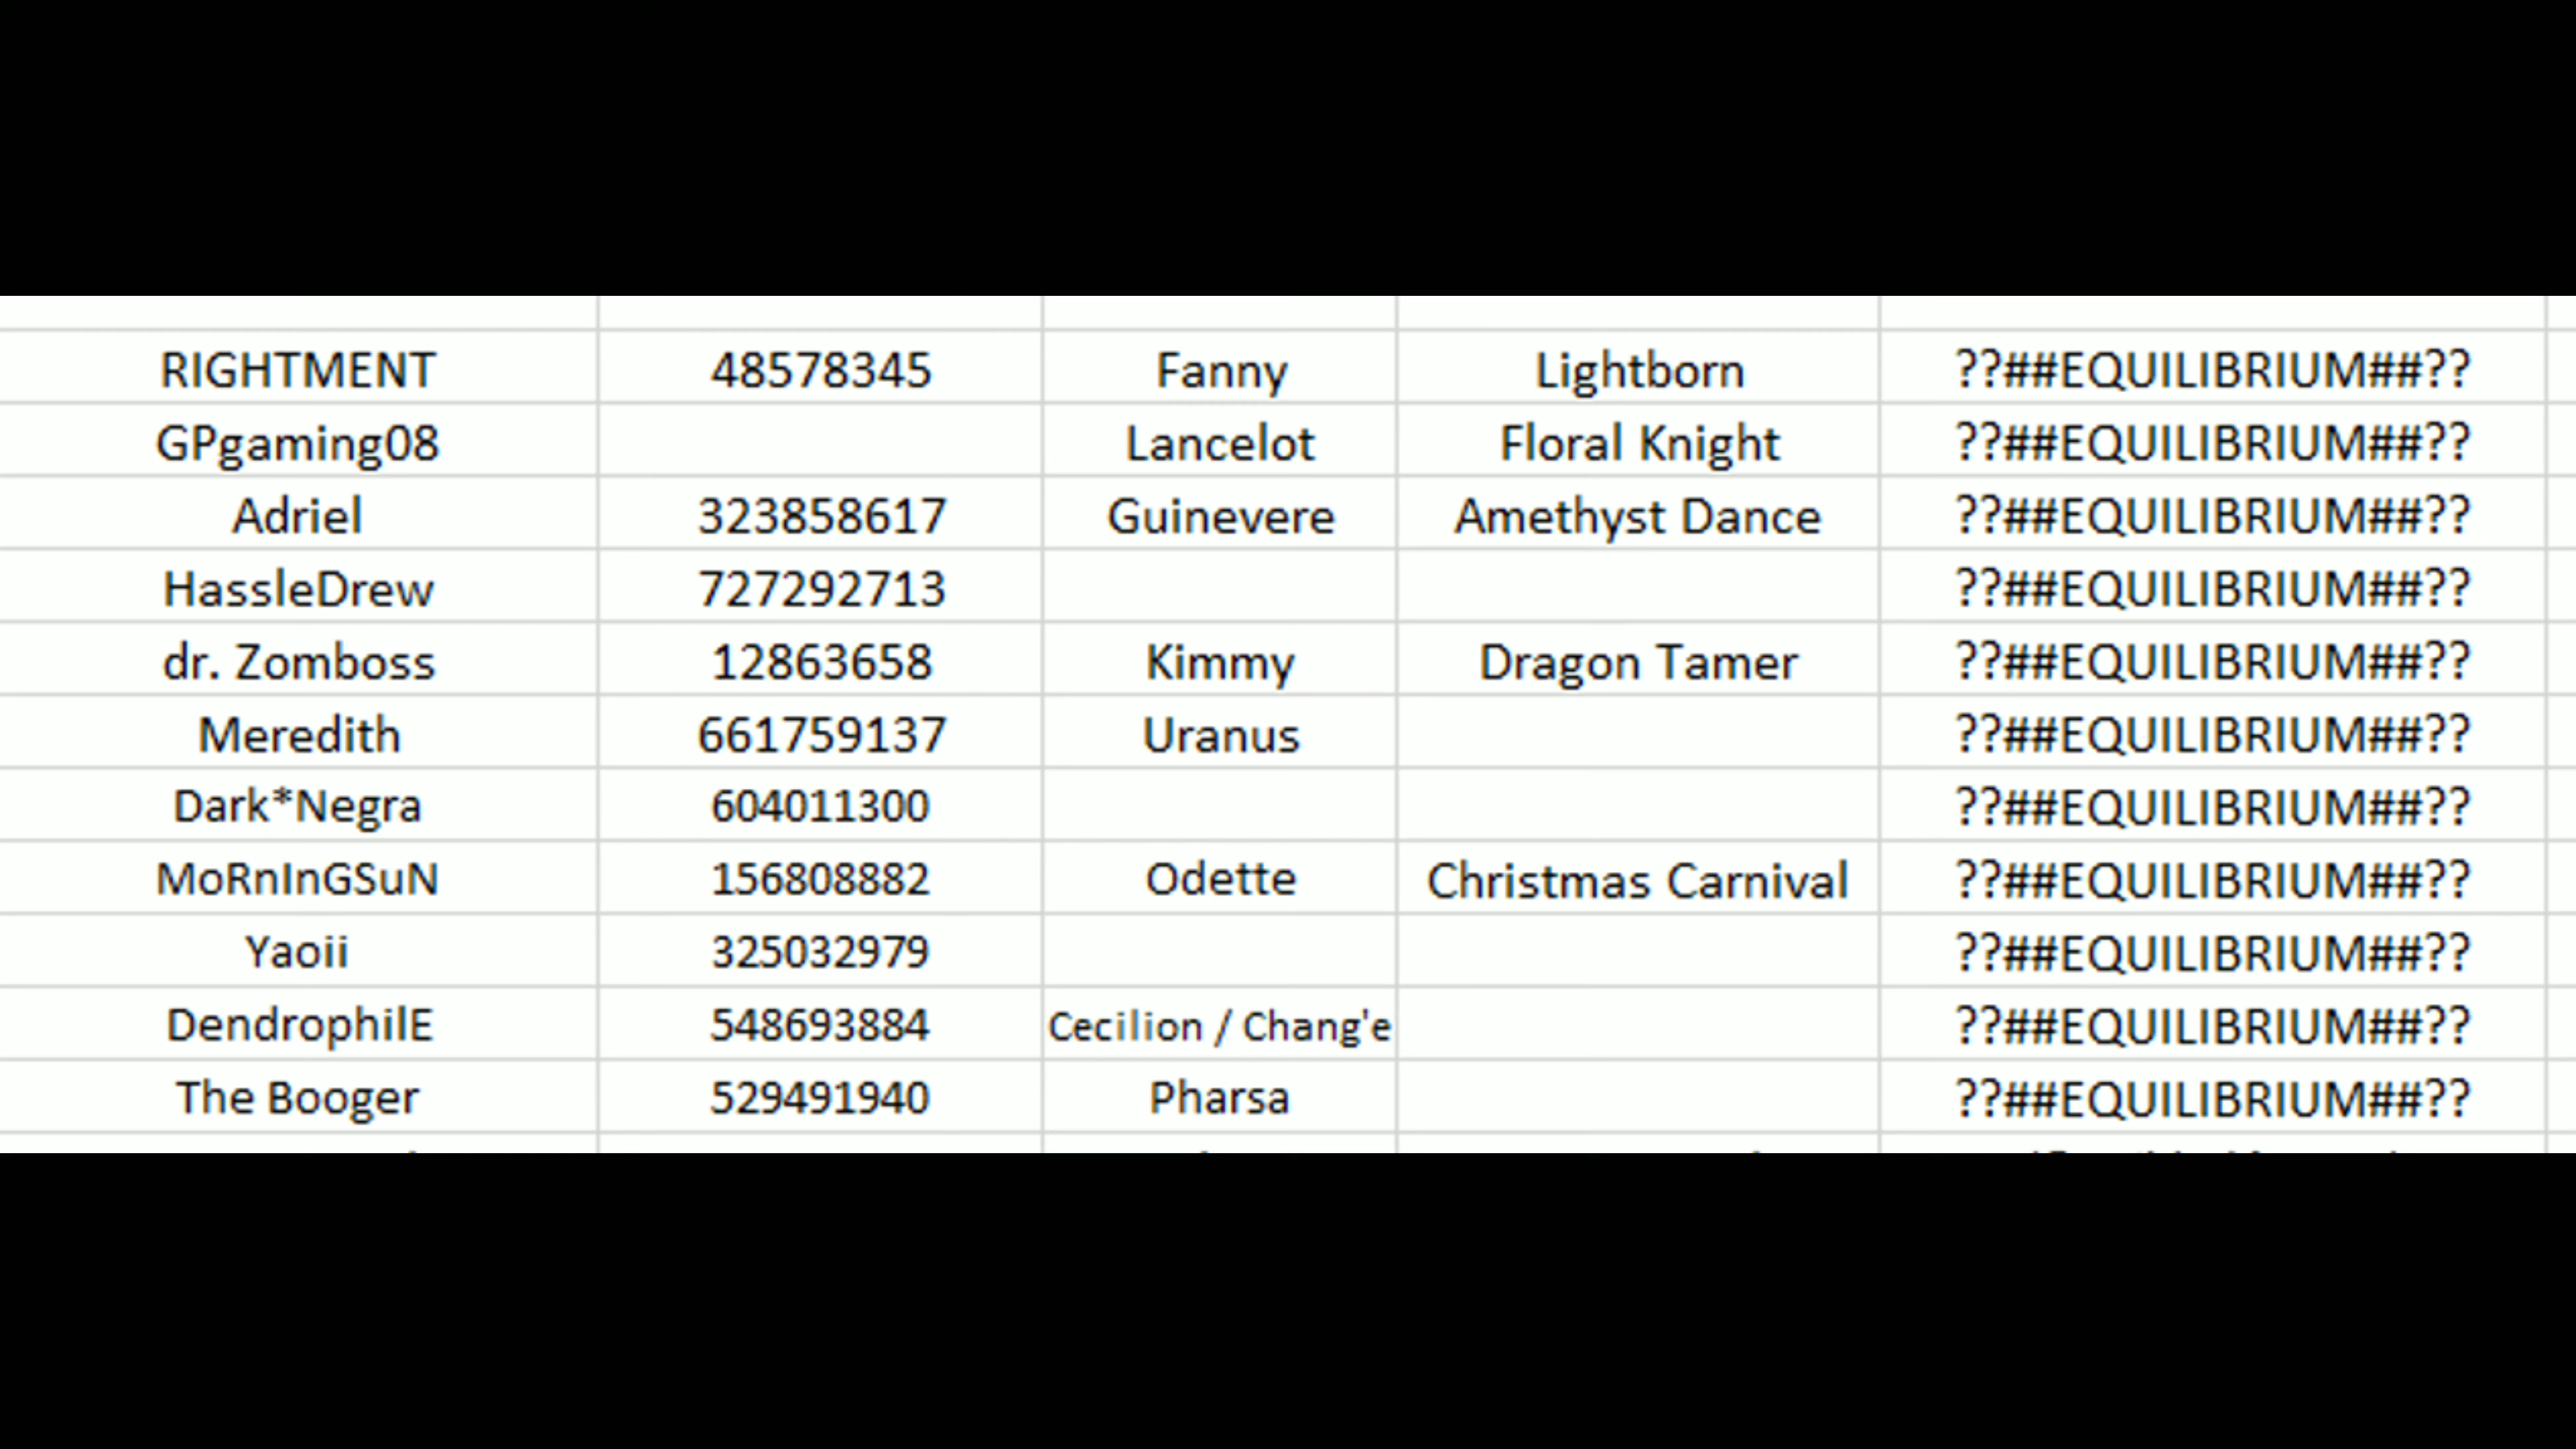 RIGHTMENT 48578345 Fanny Lightborn ??##EQUILIBRIUM##??
GPgaming08 Lancelot Floral Knight ??##EQUILIBRIUM##??
Adriel 323858617 Guinevere Amethyst Dance ??##EQUILIBRIUM##??
HassleDrew 727292713 ??##EQUILIBRIUM##??
dr. Zomboss 12863658 Kimmy Dragon Tamer ??##EQUILIBRIUM##??
Meredith 661759137 Uranus ??##EQUILIBRIUM##??
Dark*Negra 604011300 ??##EQUILIBRIUM##??
MoRnInGSuN 156808882 Odette Christmas Carnival ??##EQUILIBRIUM##??
Yaoii 325032979 ??##EQUILIBRIUM##??
DendrophilE 548693884 Cecilion / Chang'e ??##EQUILIBRIUM##??
The Booger 529491940 Pharsa ??##EQUILIBRIUM##??